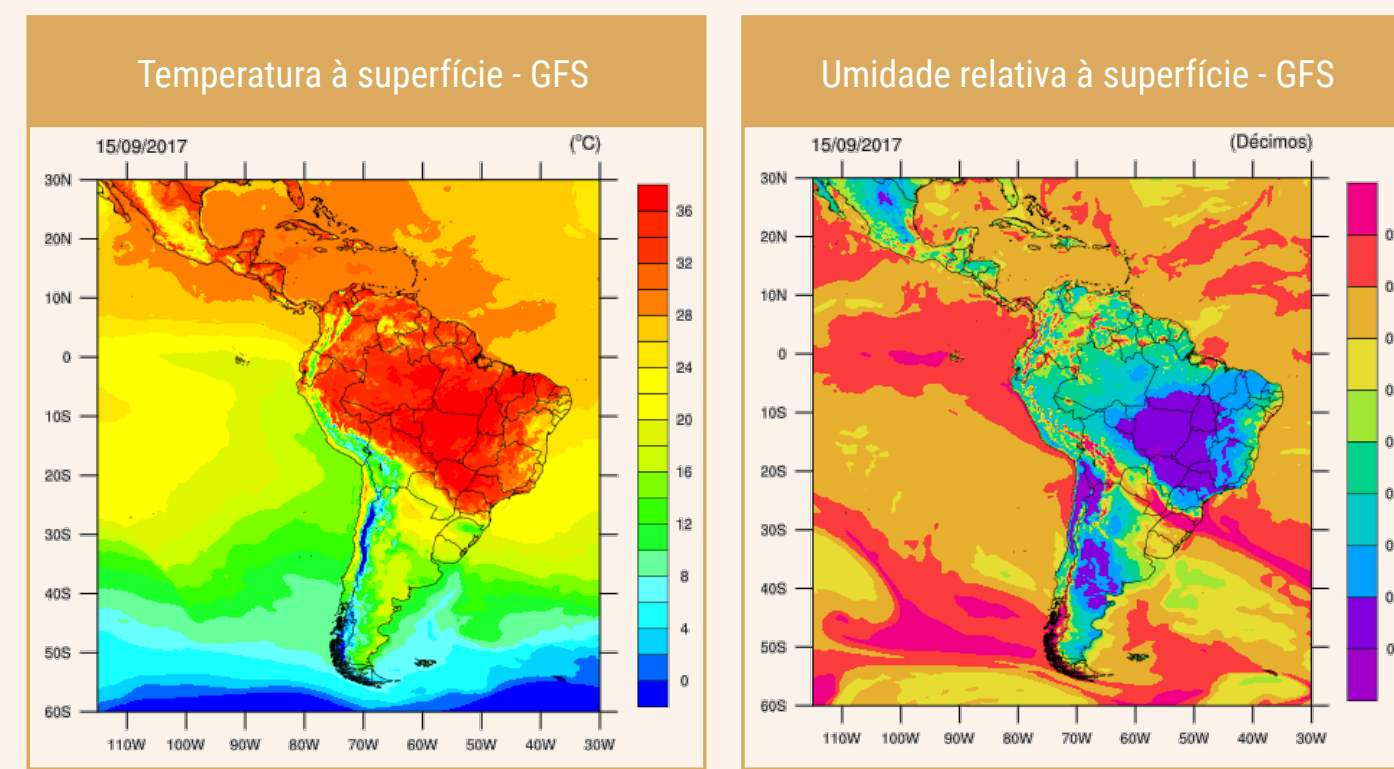 Temperatura à superfície - GFS
15/09/2017 (°C)
30N
20N
10N
0
10S
20S
30S
40S
50S
60S
110W 100W 90W 80W 70W 60W 50W 40W 30W
36
32
28
24
20
16
12
8
4
0
Umidade relativa à superfície - GFS
15/09/2017 (Décimos)
30N
20N
10N
0
10S
20S
30S
40S
50S
60S
110W 100W 90W 80W 70W 60W 50W 40W 30W